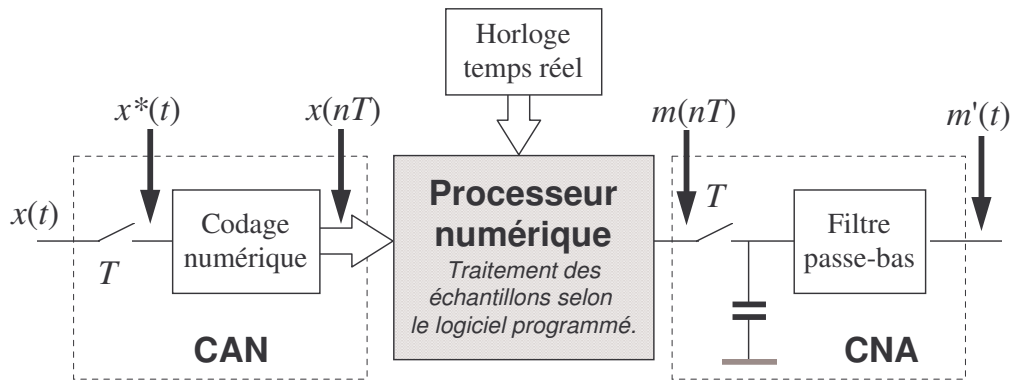 Horloge
temps réel
x*(t)
x(nT)
m(nT)
m'(t)
x(t)
T
Codage
numérique
CAN
Processeur
numérique
Traitement des
échantillons selon
le logiciel programmé.
T
Filtre
passe-bas
CNA